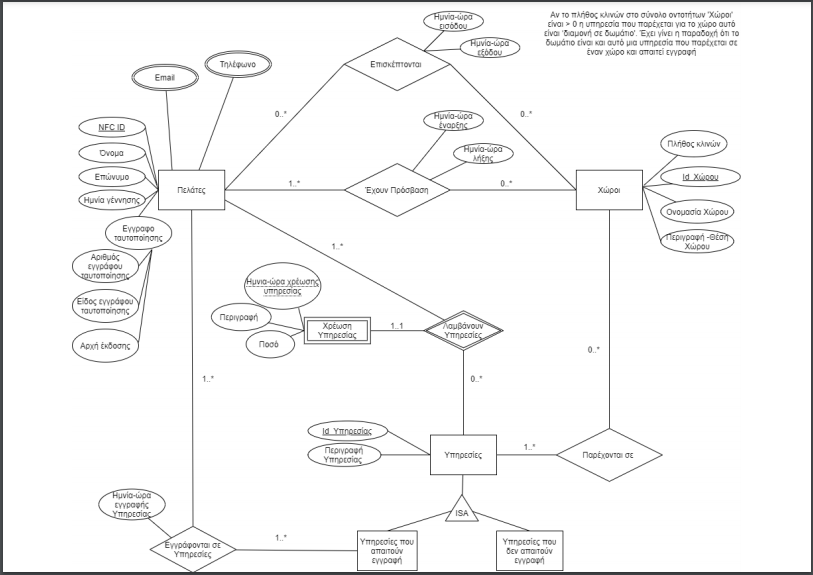 Ημνία-ώρα
εισόδου
Ημνία-ώρα
εξόδου
Επισκέπτονται
Αν το πλήθος κλινών στο σύνολο οντοτήτων 'Χώροι'
είναι > 0 η υπηρεσία που παρέχεται για το χώρο αυτό
είναι 'διαμονή σε δωμάτιο'. Έχει γίνει η παραδοχή ότι το
δωμάτιο είναι και αυτό μια υπηρεσία που παρέχεται σε
έναν χώρο και απαιτεί εγγραφή
Email
Τηλέφωνο
0..*
0..*
NFC ID
Όνομα
Επώνυμο
Ημνία γέννησης
Εγγραφο
ταυτοποίησης
Αριθμός
εγγράφου
ταυτοποίησης
Είδος εγγράφου
ταυτοποίησης
Αρχή έκδοσης
Πελάτες
Ημνία-ώρα
έναρξης
Ημνία-ώρα
λήξης
1..*
Έχουν Πρόσβαση
0..*
Χώροι
Πλήθος κλινών
Id_Χώρου
Ονομασία Χώρου
Περιγραφή -Θέση
Χώρου
1..*
Ημνια-ώρα χρέωσης
υπηρεσίας
Περιγραφή
Ποσό
Χρέωση
Υπηρεσίας
1..1
Λαμβάνουν
Υπηρεσίες
0..*
1..*
0..*
Id_Υπηρεσίας
Περιγραφή
Υπηρεσίας
Υπηρεσίες
1..*
Παρέχονται σε
ISA
Ημνία-ώρα
εγγραφής
Υπηρεσίας
Εγγράφονται σε
Υπηρεσίες
1..*
Υπηρεσίες που
απαιτούν
εγγραφή
Υπηρεσίες που
δεν απαιτούν
εγγραφή